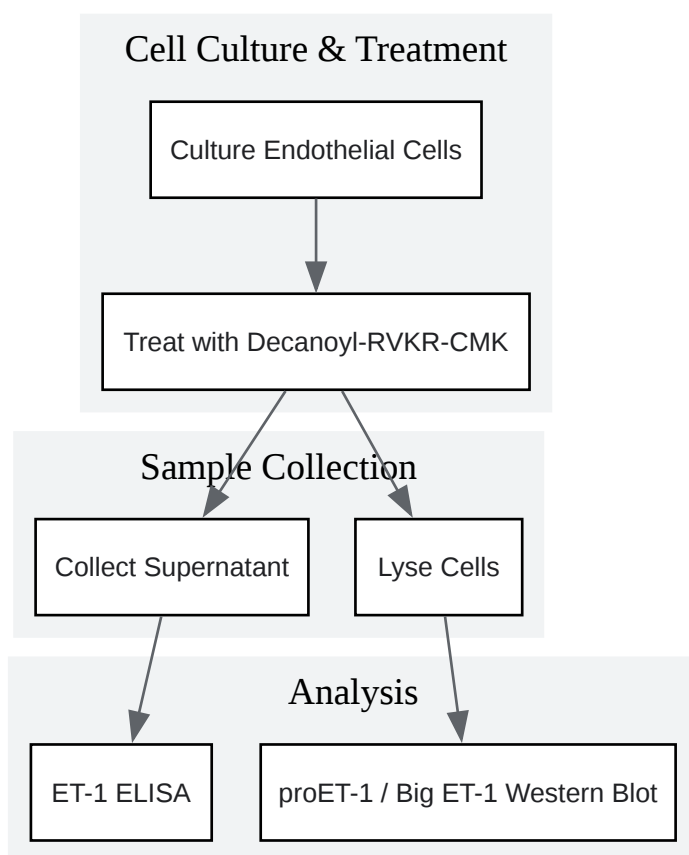 Cell Culture & Treatment
Culture Endothelial Cells
Treat with Decanoyl-RVKR-CMK
Sample Collection
Collect Supernatant
Lyse Cells
Analysis
ET-1 ELISA
proET-1 / Big ET-1 Western Blot